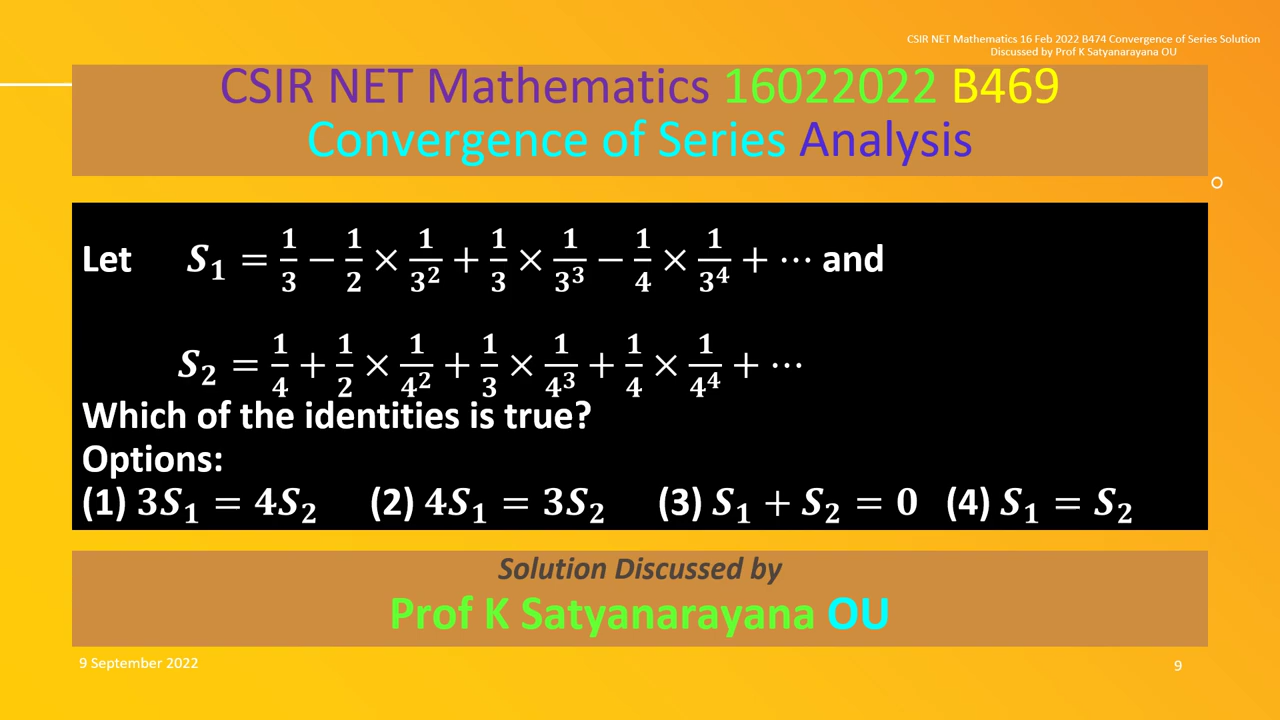 CSIR NET Mathematics 16 Feb 2022 B474 Convergence of Series Solution
Discussed by Prof K Satyanarayana OU
CSIR NET Mathematics 16022022 B469
Convergence of Series Analysis
Let S₁ = 1/3 − 1/2 × 1/3² + 1/3 × 1/3³ − 1/4 × 1/3⁴ + ⋯ and
S₂ = 1/4 + 1/2 × 1/4² + 1/3 × 1/4³ + 1/4 × 1/4⁴ + ⋯
Which of the identities is true?
Options:
(1) 3S₁ = 4S₂ (2) 4S₁ = 3S₂ (3) S₁ + S₂ = 0 (4) S₁ = S₂
Solution Discussed by
Prof K Satyanarayana OU
9 September 2022
9